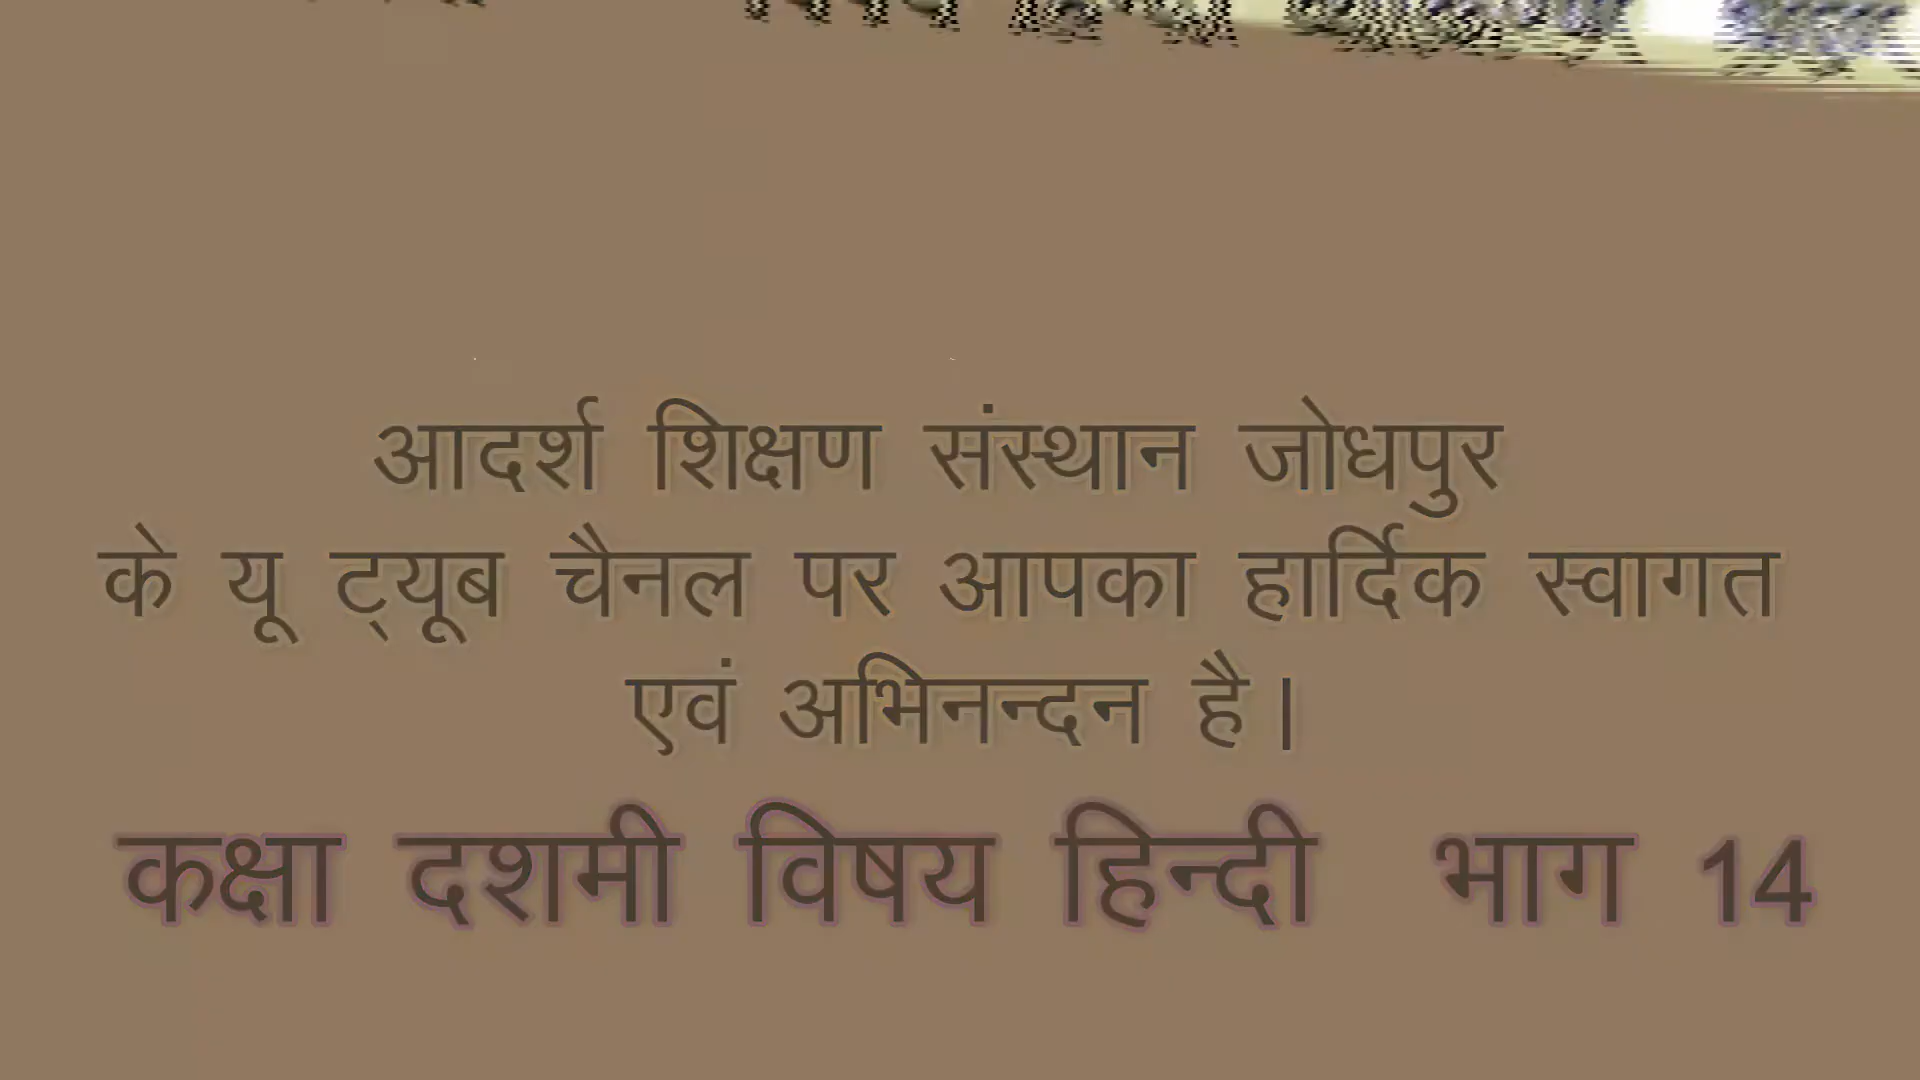 आदर्श शिक्षण संस्थान जोधपुर
के यू ट्यूब चैनल पर आपका हार्दिक स्वागत
एवं अभिनन्दन है।
कक्षा दशमी विषय हिन्दी भाग 14